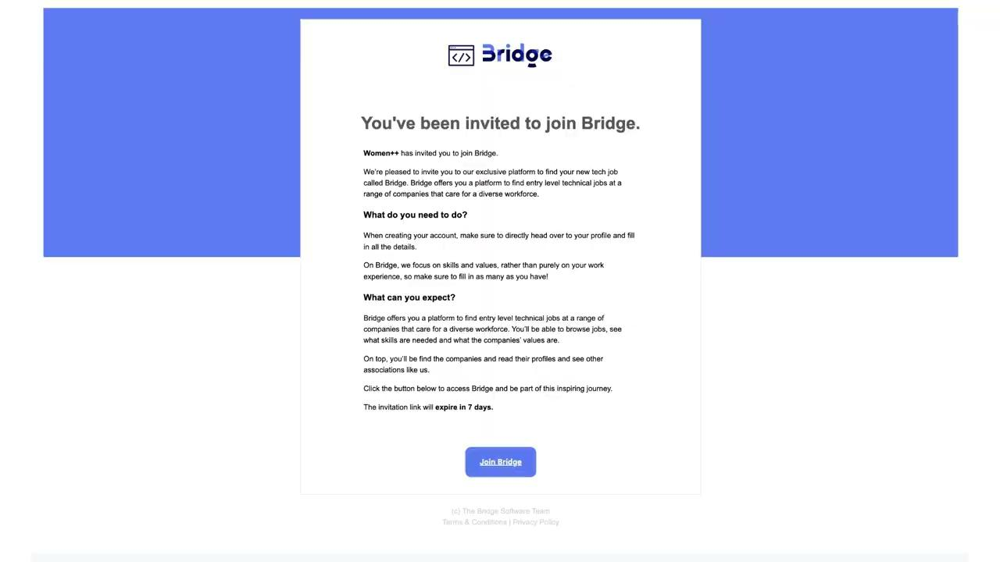 </> Bridge
You've been invited to join Bridge.
Women++ has invited you to join Bridge.
We're pleased to invite you to our exclusive platform to find your new tech job
called Bridge. Bridge offers you a platform to find entry level technical jobs at a
range of companies that care for a diverse workforce.
What do you need to do?
When creating your account, make sure to directly head over to your profile and fill
in all the details.
On Bridge, we focus on skills and values, rather than purely on your work
experience, so make sure to fill in as many as you have!
What can you expect?
Bridge offers you a platform to find entry level technical jobs at a range of
companies that care for a diverse workforce. You'll be able to browse jobs, see
what skills are needed and what the companies' values are.
On top, you'll be find the companies and read their profiles and see other
associations like us.
Click the button below to access Bridge and be part of this inspiring journey.
The invitation link will expire in 7 days.
Join Bridge
(c) The Bridge Software Team
Terms & Conditions | Privacy Policy